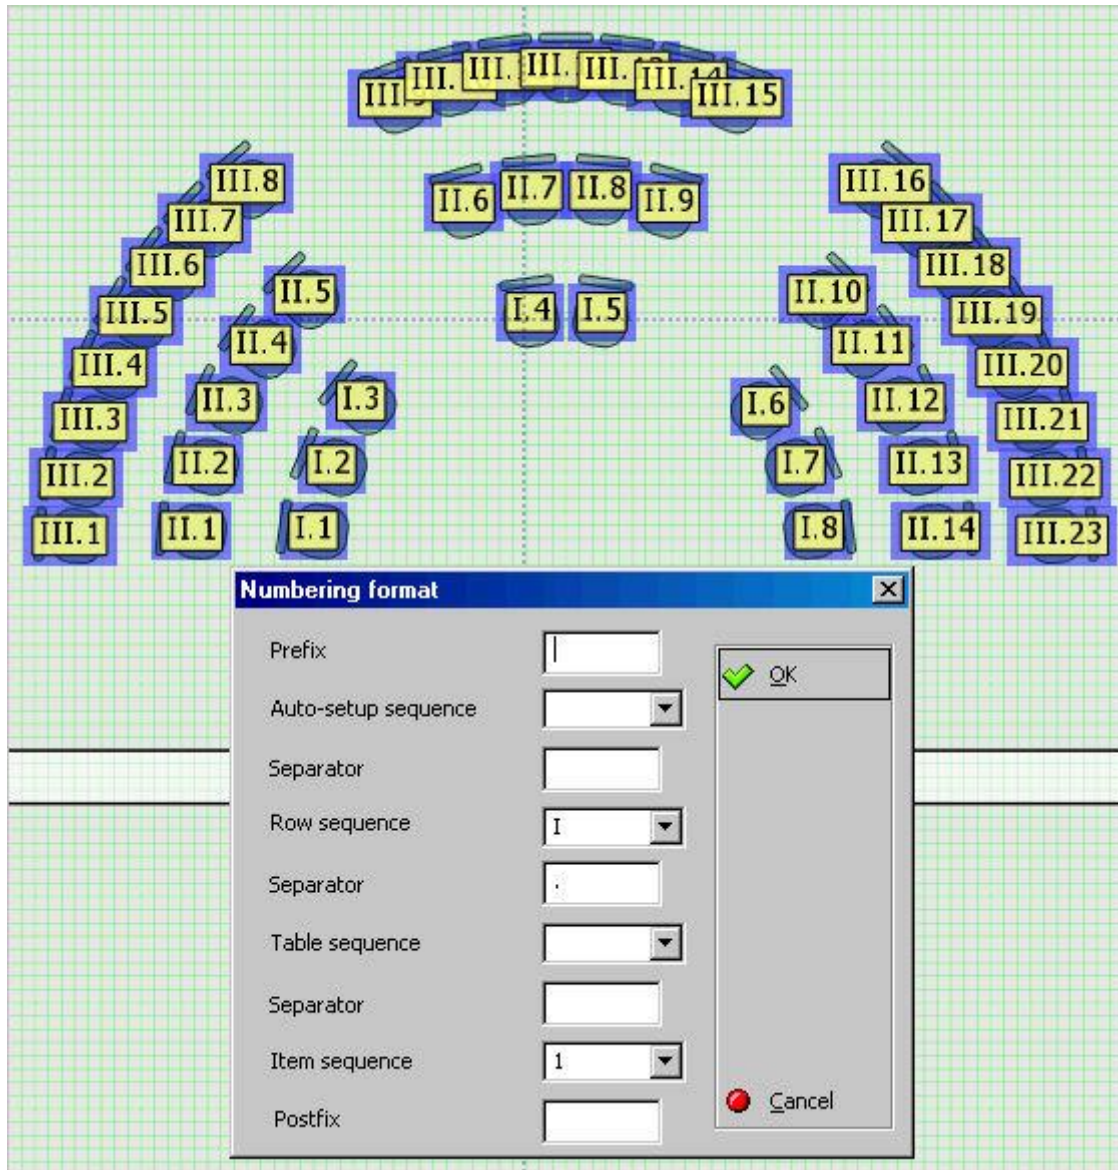 III.15
III.8
III.16
II.6
II.7
II.8
II.9
III.7
III.17
III.6
III.18
II.5
II.10
III.5
I.4
I.5
III.19
II.4
II.11
III.4
III.20
II.3
I.3
I.6
II.12
III.3
III.21
II.2
I.2
I.7
II.13
III.2
III.22
III.1
II.1
I.1
I.8
II.14
III.23
Numbering format
Prefix
OK
Auto-setup sequence
Separator
Row sequence I
Separator .
Table sequence
Separator
Item sequence 1
Cancel
Postfix